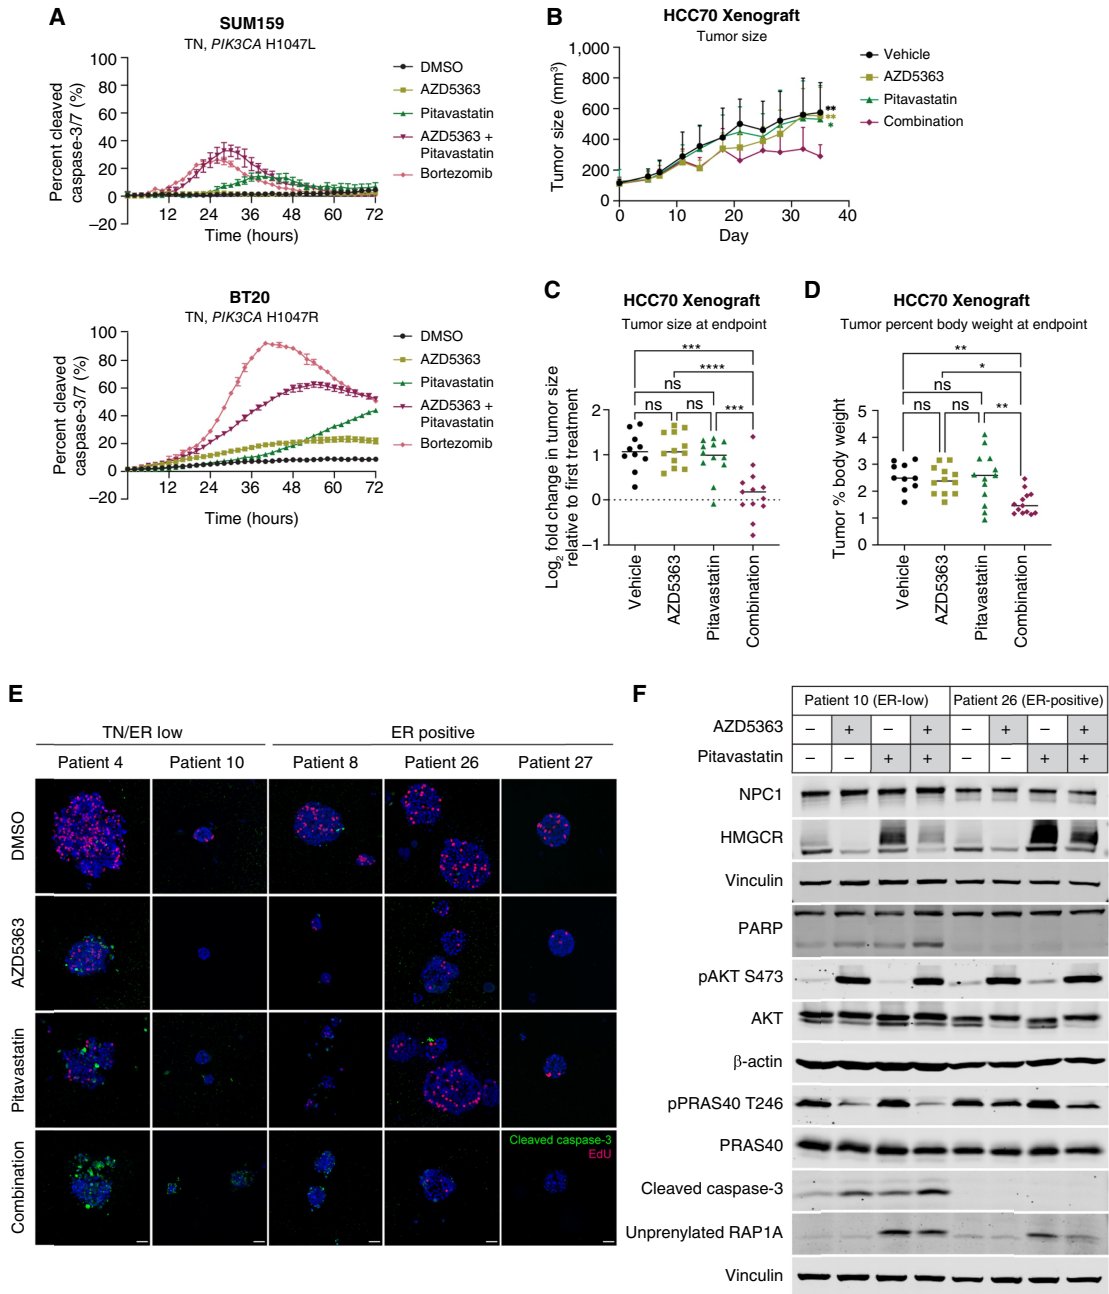 A
SUM159
TN, PIK3CA H1047L
Percent cleaved
caspase-3/7 (%)
100
80
60
40
20
0
–20
12 24 36 48 60 72
Time (hours)
DMSO
AZD5363
Pitavastatin
AZD5363 +
Pitavastatin
Bortezomib
BT20
TN, PIK3CA H1047R
Percent cleaved
caspase-3/7 (%)
100
80
60
40
20
0
–20
12 24 36 48 60 72
Time (hours)
DMSO
AZD5363
Pitavastatin
AZD5363 +
Pitavastatin
Bortezomib
B
HCC70 Xenograft
Tumor size
Tumor size (mm3)
1,000
800
600
400
200
0
0 10 20 30 40
Day
**
**
*
Vehicle
AZD5363
Pitavastatin
Combination
C
HCC70 Xenograft
Tumor size at endpoint
Log2 fold change in tumor size
relative to first treatment
***
****
ns
ns ns ***
2
1
0
–1
Vehicle
AZD5363
Pitavastatin
Combination
D
HCC70 Xenograft
Tumor percent body weight at endpoint
Tumor % body weight
**
*
ns
ns ns **
5
4
3
2
1
0
Vehicle
AZD5363
Pitavastatin
Combination
E
TN/ER low ER positive
Patient 4 Patient 10 Patient 8 Patient 26 Patient 27
DMSO
AZD5363
Pitavastatin
Combination
Cleaved caspase-3
EdU
F
Patient 10 (ER-low) Patient 26 (ER-positive)
AZD5363 – + – + – + – +
Pitavastatin – – + + – – + +
NPC1
HMGCR
Vinculin
PARP
pAKT S473
AKT
β-actin
pPRAS40 T246
PRAS40
Cleaved caspase-3
Unprenylated RAP1A
Vinculin